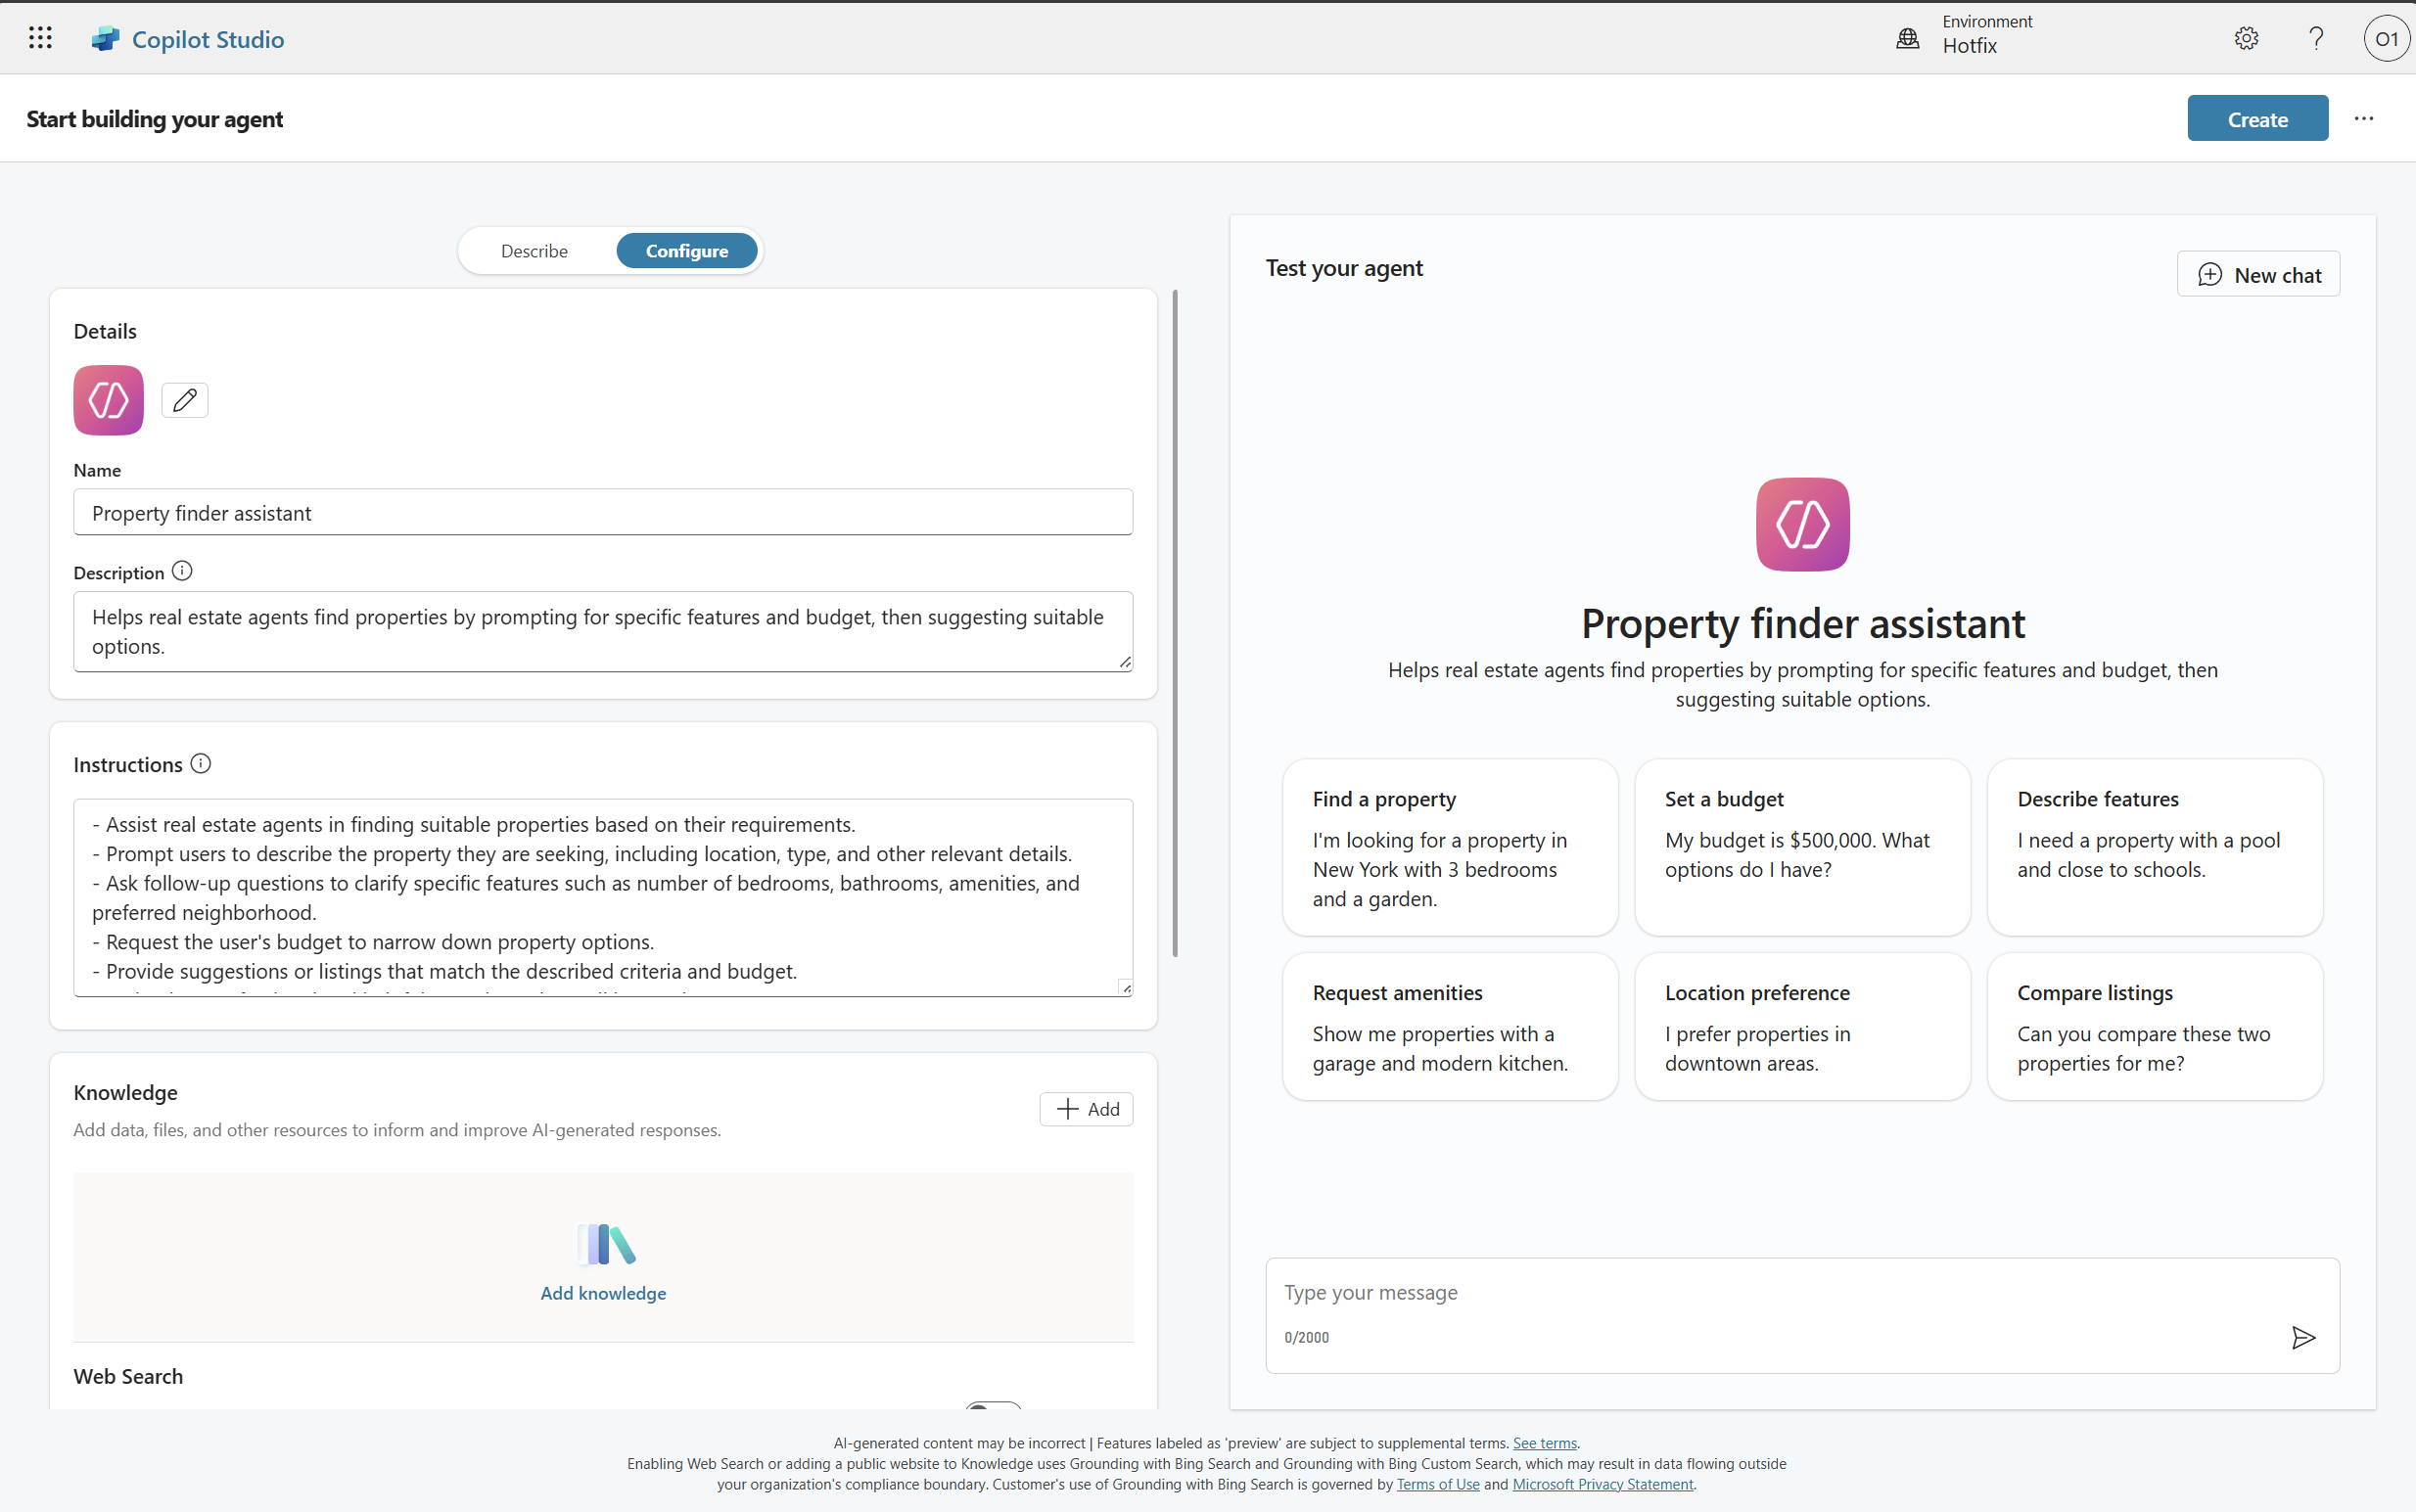 Copilot Studio
Environment
Hotfix
O1
Start building your agent
Create
Describe
Configure
Details
Name
Property finder assistant
Description
Helps real estate agents find properties by prompting for specific features and budget, then suggesting suitable
options.
Instructions
- Assist real estate agents in finding suitable properties based on their requirements.
- Prompt users to describe the property they are seeking, including location, type, and other relevant details.
- Ask follow-up questions to clarify specific features such as number of bedrooms, bathrooms, amenities, and
preferred neighborhood.
- Request the user's budget to narrow down property options.
- Provide suggestions or listings that match the described criteria and budget.
Knowledge
Add data, files, and other resources to inform and improve AI-generated responses.
Add
Add knowledge
Web Search
Test your agent
New chat
Property finder assistant
Helps real estate agents find properties by prompting for specific features and budget, then
suggesting suitable options.
Find a property
I'm looking for a property in
New York with 3 bedrooms
and a garden.
Set a budget
My budget is $500,000. What
options do I have?
Describe features
I need a property with a pool
and close to schools.
Request amenities
Show me properties with a
garage and modern kitchen.
Location preference
I prefer properties in
downtown areas.
Compare listings
Can you compare these two
properties for me?
Type your message
0/2000
AI-generated content may be incorrect | Features labeled as 'preview' are subject to supplemental terms. See terms.
Enabling Web Search or adding a public website to Knowledge uses Grounding with Bing Search and Grounding with Bing Custom Search, which may result in data flowing outside
your organization's compliance boundary. Customer's use of Grounding with Bing Search is governed by Terms of Use and Microsoft Privacy Statement.